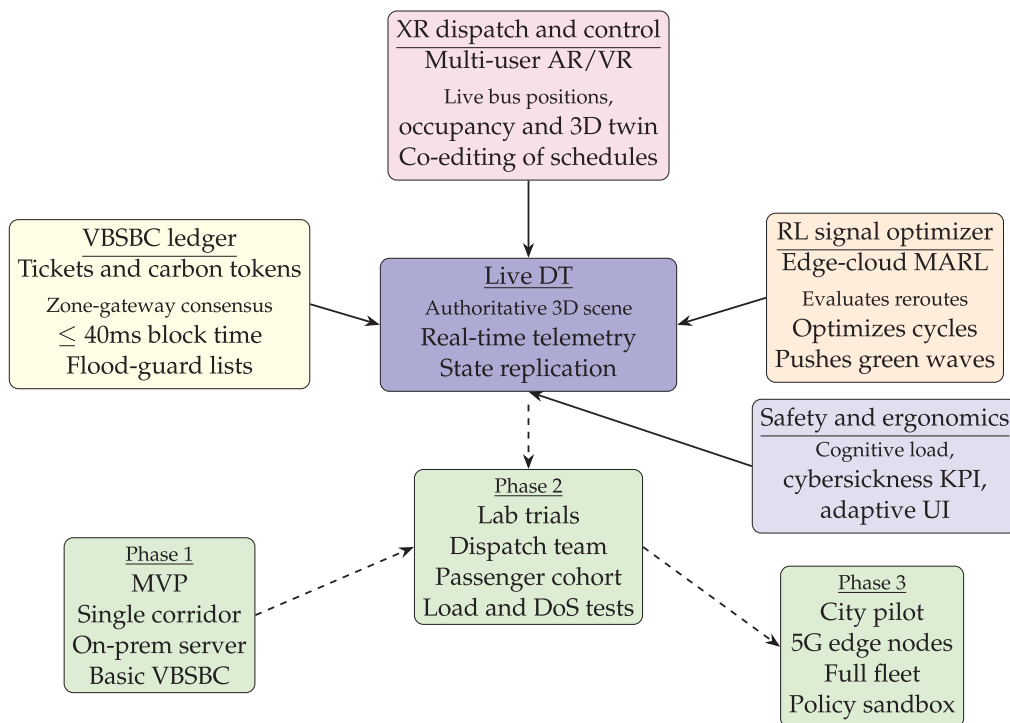 XR dispatch and control
Multi-user AR/VR
Live bus positions,
occupancy and 3D twin
Co-editing of schedules
VBSBC ledger
Tickets and carbon tokens
Zone-gateway consensus
≤ 40ms block time
Flood-guard lists
Live DT
Authoritative 3D scene
Real-time telemetry
State replication
RL signal optimizer
Edge-cloud MARL
Evaluates reroutes
Optimizes cycles
Pushes green waves
Safety and ergonomics
Cognitive load,
cybersickness KPI,
adaptive UI
Phase 1
MVP
Single corridor
On-prem server
Basic VBSBC
Phase 2
Lab trials
Dispatch team
Passenger cohort
Load and DoS tests
Phase 3
City pilot
5G edge nodes
Full fleet
Policy sandbox